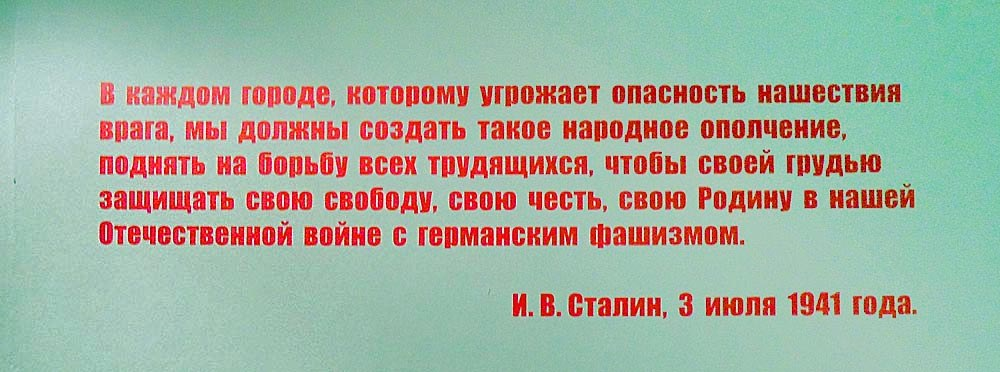 В каждом городе, которому угрожает опасность нашествия
врага, мы должны создать такое народное ополчение,
поднять на борьбу всех трудящихся, чтобы своей грудью
защищать свою свободу, свою честь, свою Родину в нашей
Отечественной войне с германским фашизмом.
И. В. Сталин, 3 июля 1941 года.